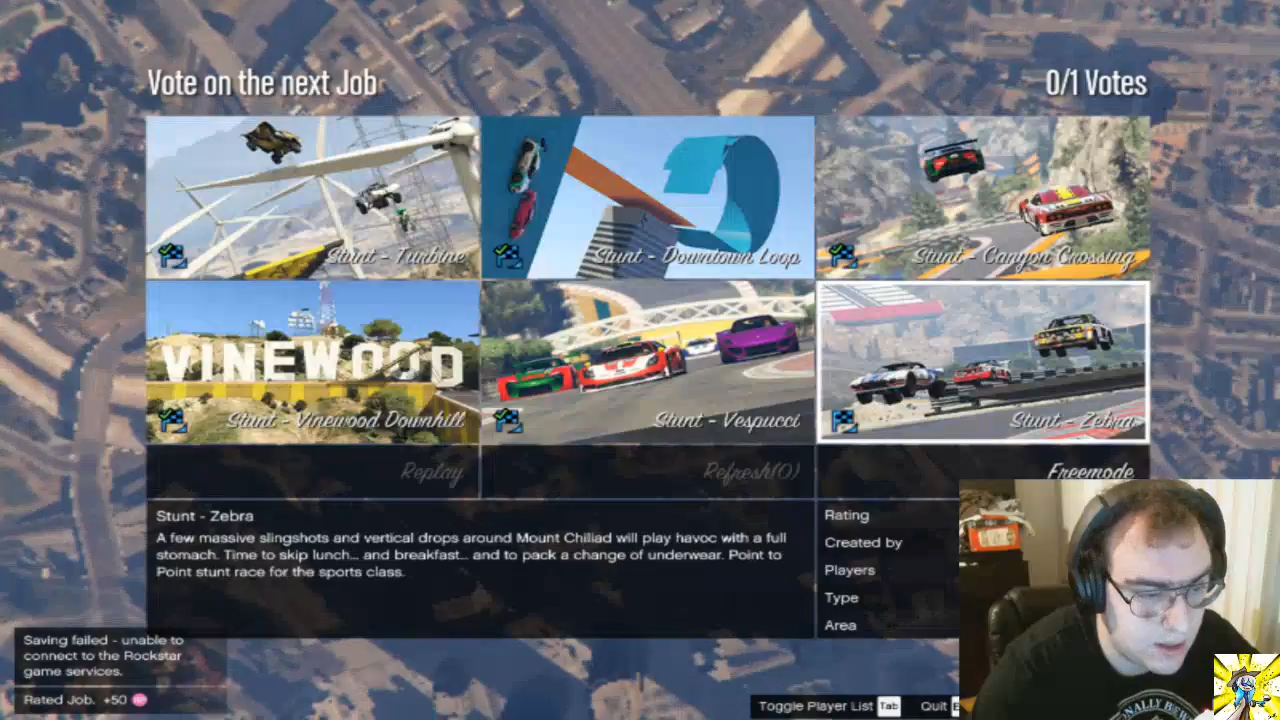 Vote on the next Job
0/1 Votes
Stunt - Turbine
Stunt - Downtown Loop
Stunt - Canyon Crossing
VINEWOOD
Stunt - Vinewood Downhill
Stunt - Vespucci
Stunt - Zebra
Replay
Refresh(0)
Freemode
Stunt - Zebra
A few massive slingshots and vertical drops around Mount Chiliad will play havoc with a full
stomach. Time to skip lunch... and breakfast... and to pack a change of underwear. Point to
Point stunt race for the sports class.
Rating
Created by
Players
Type
Area
Saving failed - unable to
connect to the Rockstar
game services.
Rated Job. +50 RP
Toggle Player List Tab
Quit